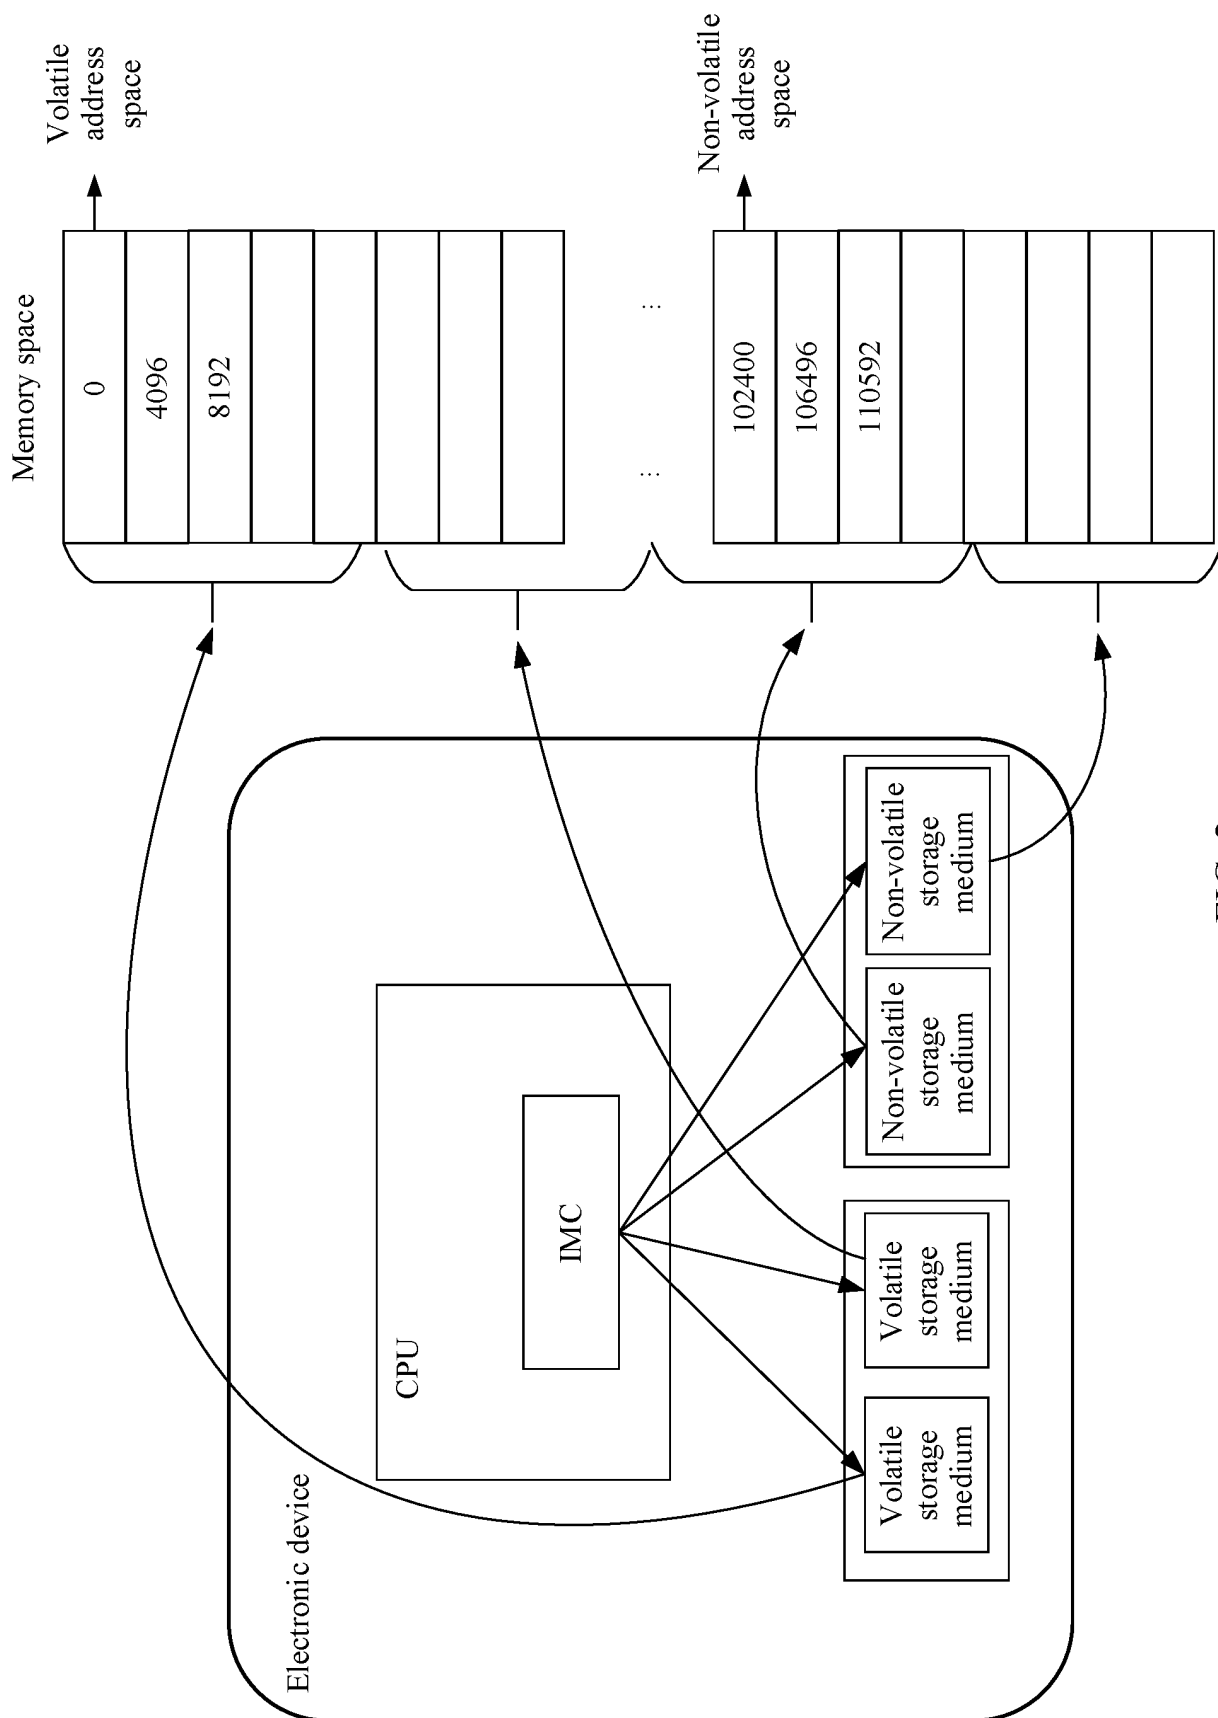 Memory space
0
4096
8192
Volatile
address
space
...
...
102400
106496
110592
Non-volatile
address
space
Electronic device
CPU
IMC
Volatile
storage
medium
Volatile
storage
medium
Non-volatile
storage
medium
Non-volatile
storage
medium